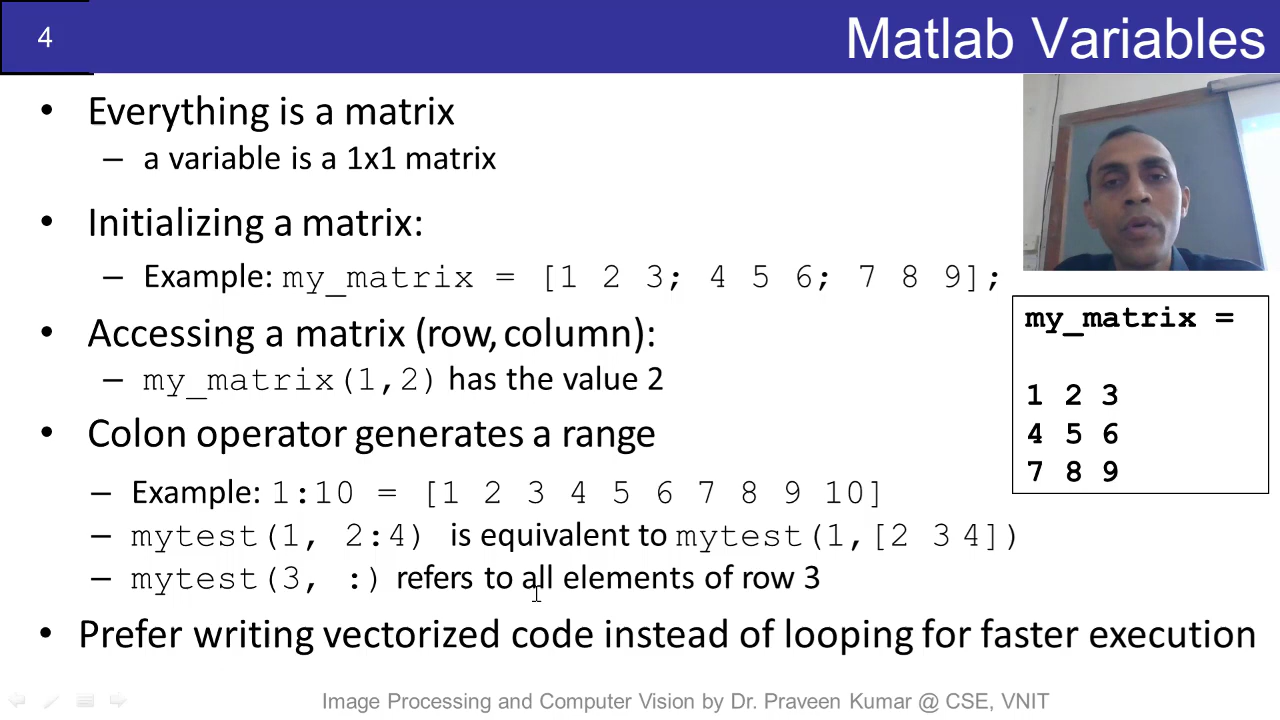 4
Matlab Variables
• Everything is a matrix
– a variable is a 1x1 matrix
• Initializing a matrix:
– Example: my_matrix = [1 2 3; 4 5 6; 7 8 9];
• Accessing a matrix (row, column):
– my_matrix(1,2) has the value 2
my_matrix =
1 2 3
4 5 6
7 8 9
• Colon operator generates a range
– Example: 1:10 = [1 2 3 4 5 6 7 8 9 10]
– mytest(1, 2:4) is equivalent to mytest(1,[2 3 4])
– mytest(3, :) refers to all elements of row 3
• Prefer writing vectorized code instead of looping for faster execution
Image Processing and Computer Vision by Dr. Praveen Kumar @ CSE, VNIT